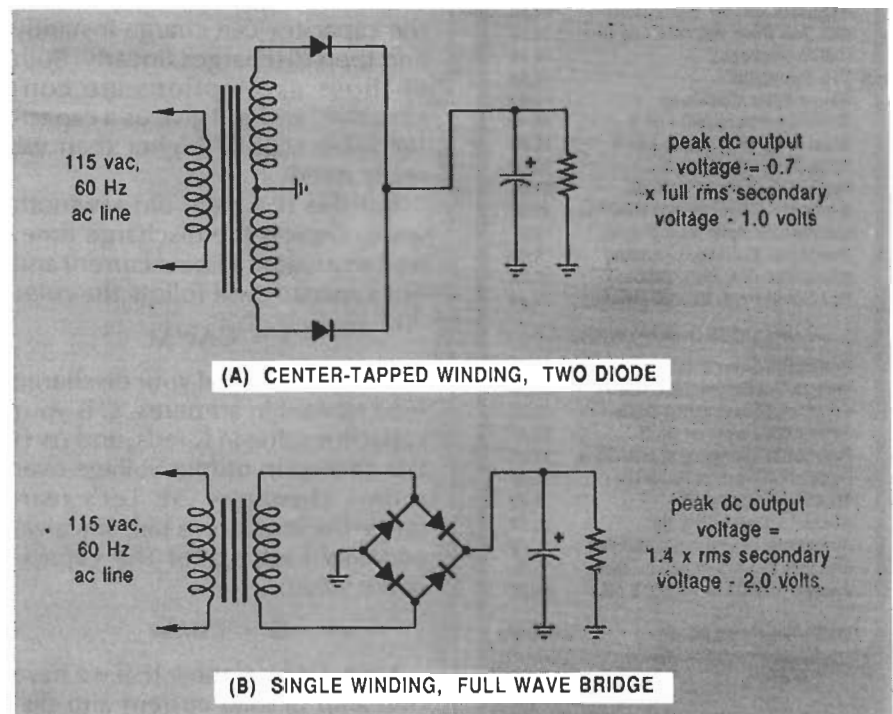 115 vac,
60 Hz
ac line
+
peak dc output
voltage = 0.7
x full rms secondary
voltage - 1.0 volts
(A) CENTER-TAPPED WINDING, TWO DIODE
115 vac,
60 Hz
ac line
+
peak dc output
voltage =
1.4 x rms secondary
voltage - 2.0 volts
(B) SINGLE WINDING, FULL WAVE BRIDGE